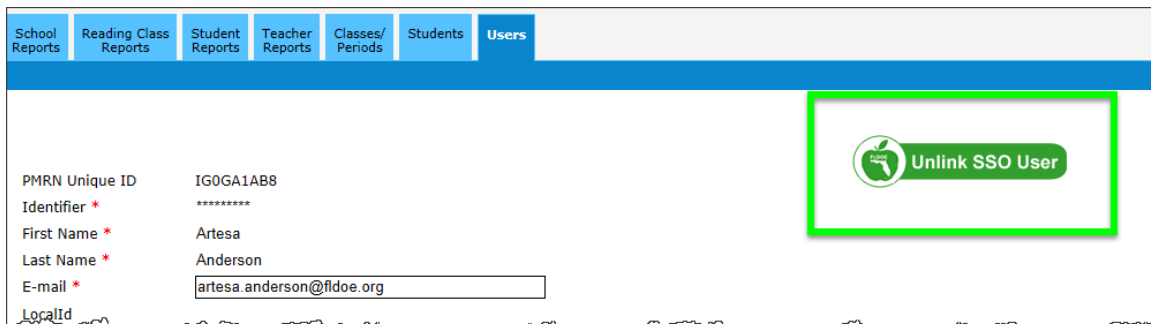 School Reports
Reading Class Reports
Student Reports
Teacher Reports
Classes/ Periods
Students
Users
FLDOE
Unlink SSO User
PMRN Unique ID IG0GA1AB8
Identifier * *********
First Name * Artesa
Last Name * Anderson
E-mail * artesa.anderson@fldoe.org
LocalId